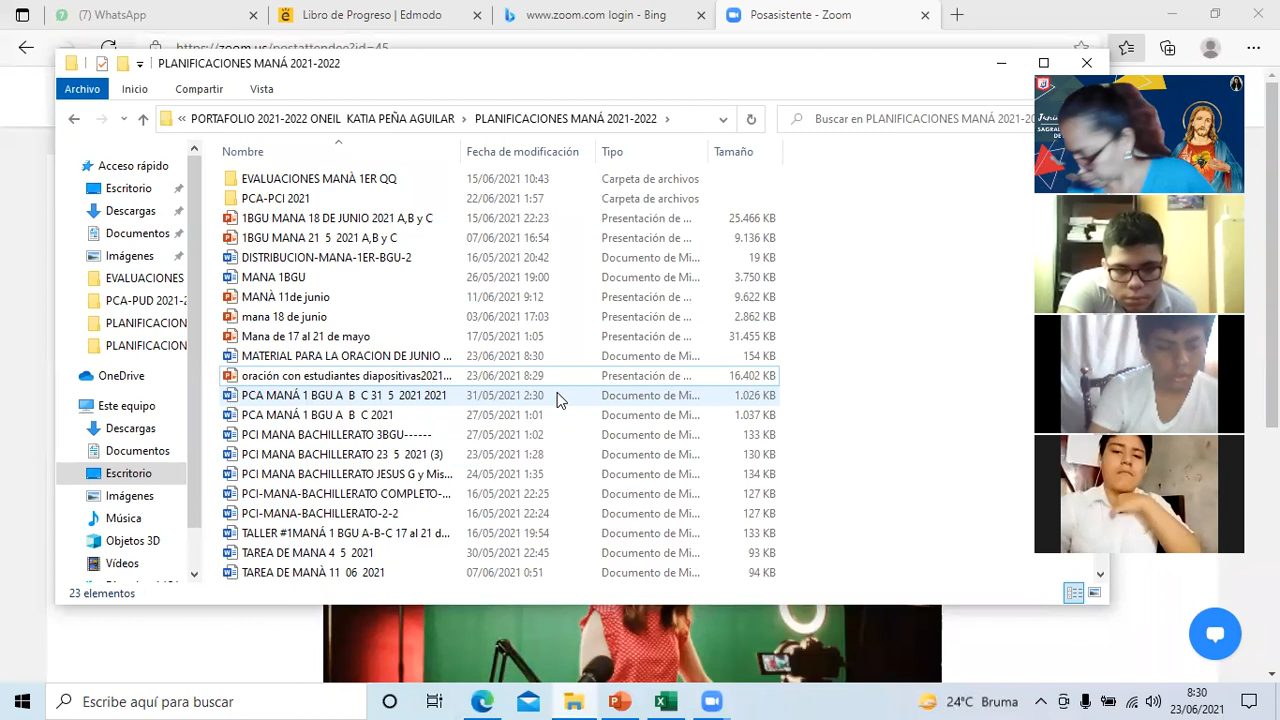 Libro de Progreso | Edmodo
www.zoom.com login - Bing
Posasistente - Zoom
https://zoom.us/postattendee?id=45
PLANIFICACIONES MANÁ 2021-2022
Archivo Inicio Compartir Vista
« PORTAFOLIO 2021-2022 ONEIL KATIA PEÑA AGUILAR > PLANIFICACIONES MANÁ 2021-2022 >
Buscar en PLANIFICACIONES MANÁ 2021-20
Nombre Fecha de modificación Tipo Tamaño
Acceso rápido
Escritorio
Descargas
Documentos
Imágenes
EVALUACIONES
PCA-PUD 2021-2
PLANIFICACION
PLANIFICACION
OneDrive
Este equipo
Descargas
Documentos
Escritorio
Imágenes
Música
Objetos 3D
Vídeos
EVALUACIONES MANÀ 1ER QQ 15/06/2021 10:43 Carpeta de archivos
PCA-PCI 2021 22/06/2021 1:57 Carpeta de archivos
1BGU MANA 18 DE JUNIO 2021 A,B y C 15/06/2021 22:23 Presentación de ... 25.466 KB
1BGU MANA 21 5 2021 A,B y C 07/06/2021 16:54 Presentación de ... 9.136 KB
DISTRIBUCION-MANA-1ER-BGU-2 16/05/2021 20:42 Documento de Mi... 19 KB
MANA 1BGU 26/05/2021 19:00 Documento de Mi... 3.750 KB
MANÀ 11de junio 11/06/2021 9:12 Presentación de ... 9.622 KB
mana 18 de junio 03/06/2021 17:03 Presentación de ... 2.862 KB
Mana de 17 al 21 de mayo 17/05/2021 1:05 Presentación de ... 31.455 KB
MATERIAL PARA LA ORACION DE JUNIO ... 23/06/2021 8:30 Documento de Mi... 154 KB
oración con estudiantes diapositivas2021... 23/06/2021 8:29 Presentación de ... 16.402 KB
PCA MANÁ 1 BGU A B C 31 5 2021 2021 31/05/2021 2:30 Documento de Mi... 1.026 KB
PCA MANÁ 1 BGU A B C 2021 27/05/2021 1:01 Documento de Mi... 1.037 KB
PCI MANA BACHILLERATO 3BGU------ 27/05/2021 1:02 Documento de Mi... 133 KB
PCI MANA BACHILLERATO 23 5 2021 (3) 23/05/2021 1:28 Documento de Mi... 130 KB
PCI MANA BACHILLERATO JESUS G y Mis... 24/05/2021 1:35 Documento de Mi... 134 KB
PCI-MANA-BACHILLERATO COMPLETO-... 16/05/2021 22:25 Documento de Mi... 127 KB
PCI-MANA-BACHILLERATO-2-2 16/05/2021 22:24 Documento de Mi... 127 KB
TALLER #1MANÁ 1 BGU A-B-C 17 al 21 d... 16/05/2021 19:54 Documento de Mi... 133 KB
TAREA DE MANA 4 5 2021 30/05/2021 22:45 Documento de Mi... 93 KB
TAREA DE MANÀ 11 06 2021 07/06/2021 0:51 Documento de Mi... 94 KB
23 elementos
SAGRAD
DE
Escribe aquí para buscar
24°C Bruma
8:30
23/06/2021